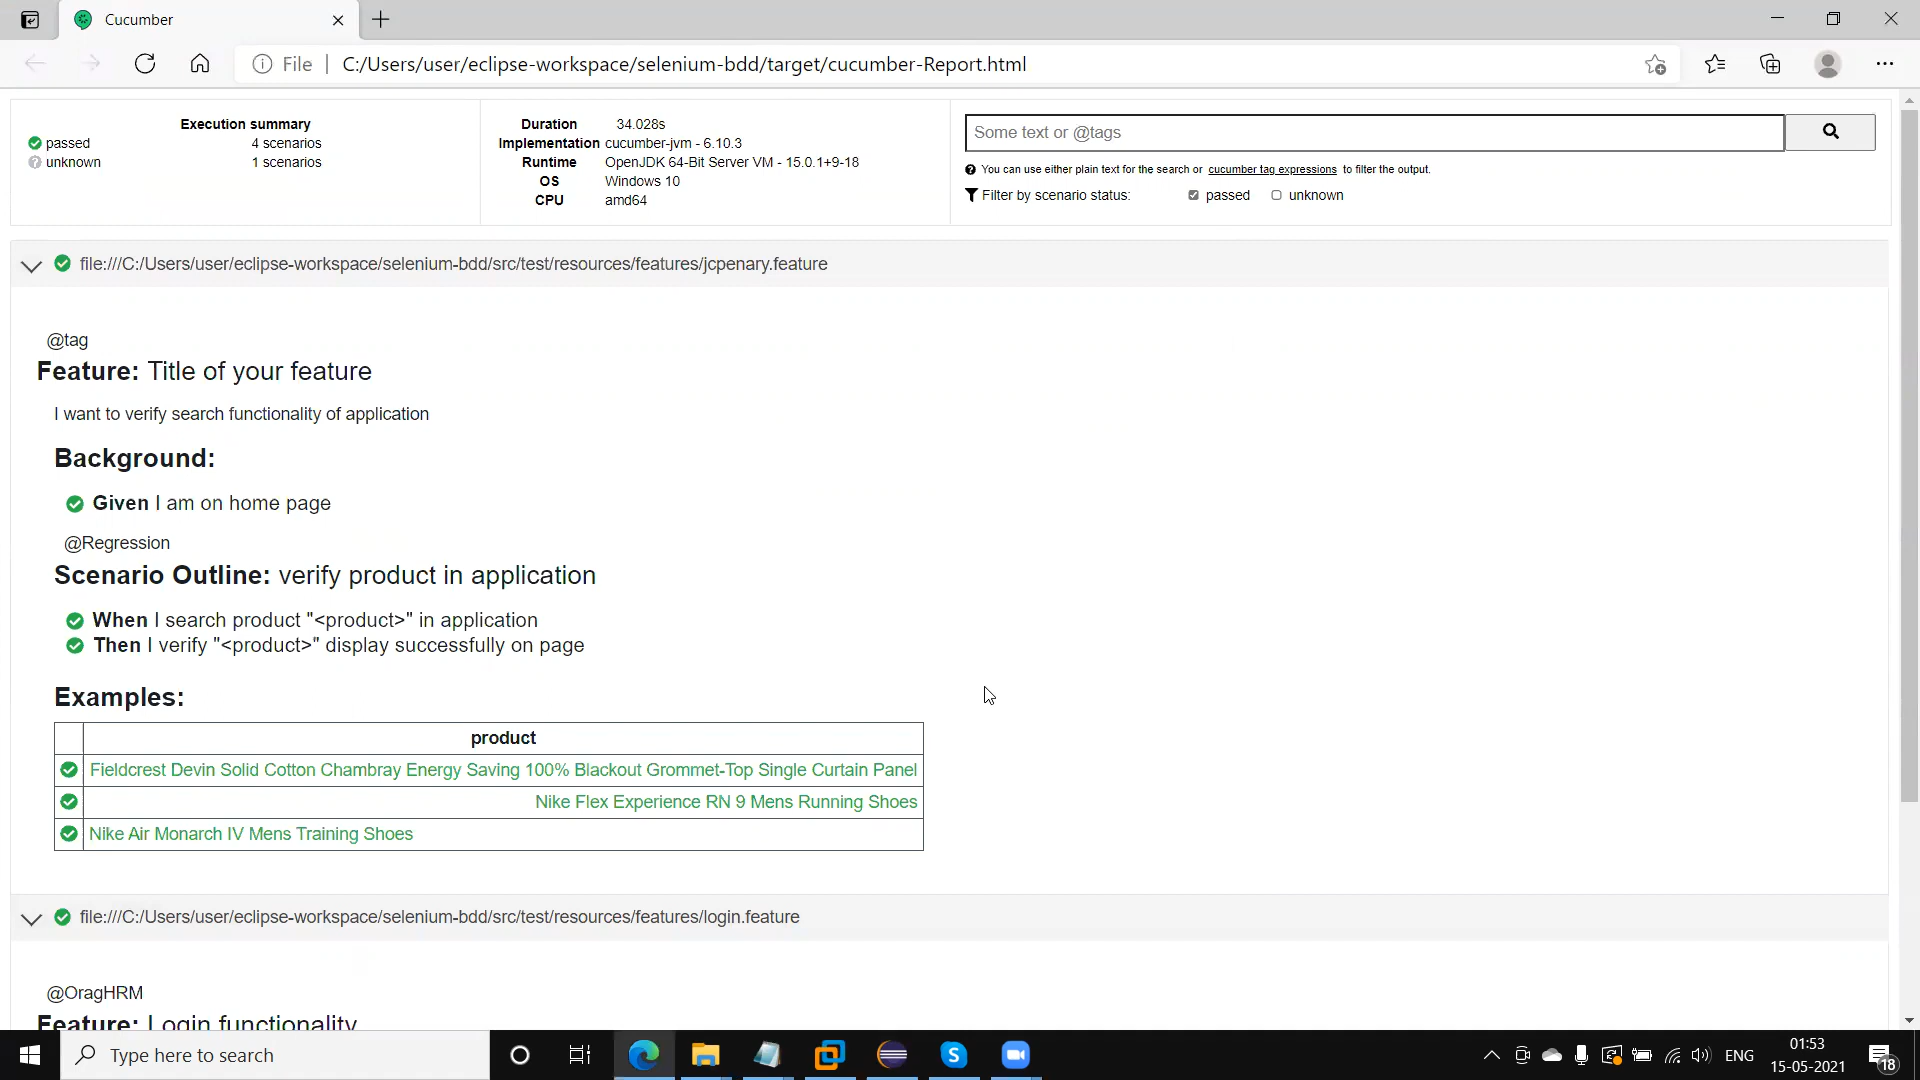 Cucumber
File
C:/Users/user/eclipse-workspace/selenium-bdd/target/cucumber-Report.html
Execution summary
passed 4 scenarios
unknown 1 scenarios
Duration 34.028s
Implementation cucumber-jvm - 6.10.3
Runtime OpenJDK 64-Bit Server VM - 15.0.1+9-18
OS Windows 10
CPU amd64
Some text or @tags
You can use either plain text for the search or cucumber tag expressions to filter the output.
Filter by scenario status: passed unknown
file:///C:/Users/user/eclipse-workspace/selenium-bdd/src/test/resources/features/jcpenary.feature
@tag
Feature: Title of your feature
I want to verify search functionality of application
Background:
Given I am on home page
@Regression
Scenario Outline: verify product in application
When I search product "<product>" in application
Then I verify "<product>" display successfully on page
Examples:
product
Fieldcrest Devin Solid Cotton Chambray Energy Saving 100% Blackout Grommet-Top Single Curtain Panel
Nike Flex Experience RN 9 Mens Running Shoes
Nike Air Monarch IV Mens Training Shoes
file:///C:/Users/user/eclipse-workspace/selenium-bdd/src/test/resources/features/login.feature
@OragHRM
Feature: Login functionality
Type here to search
ENG
01:53
15-05-2021
18